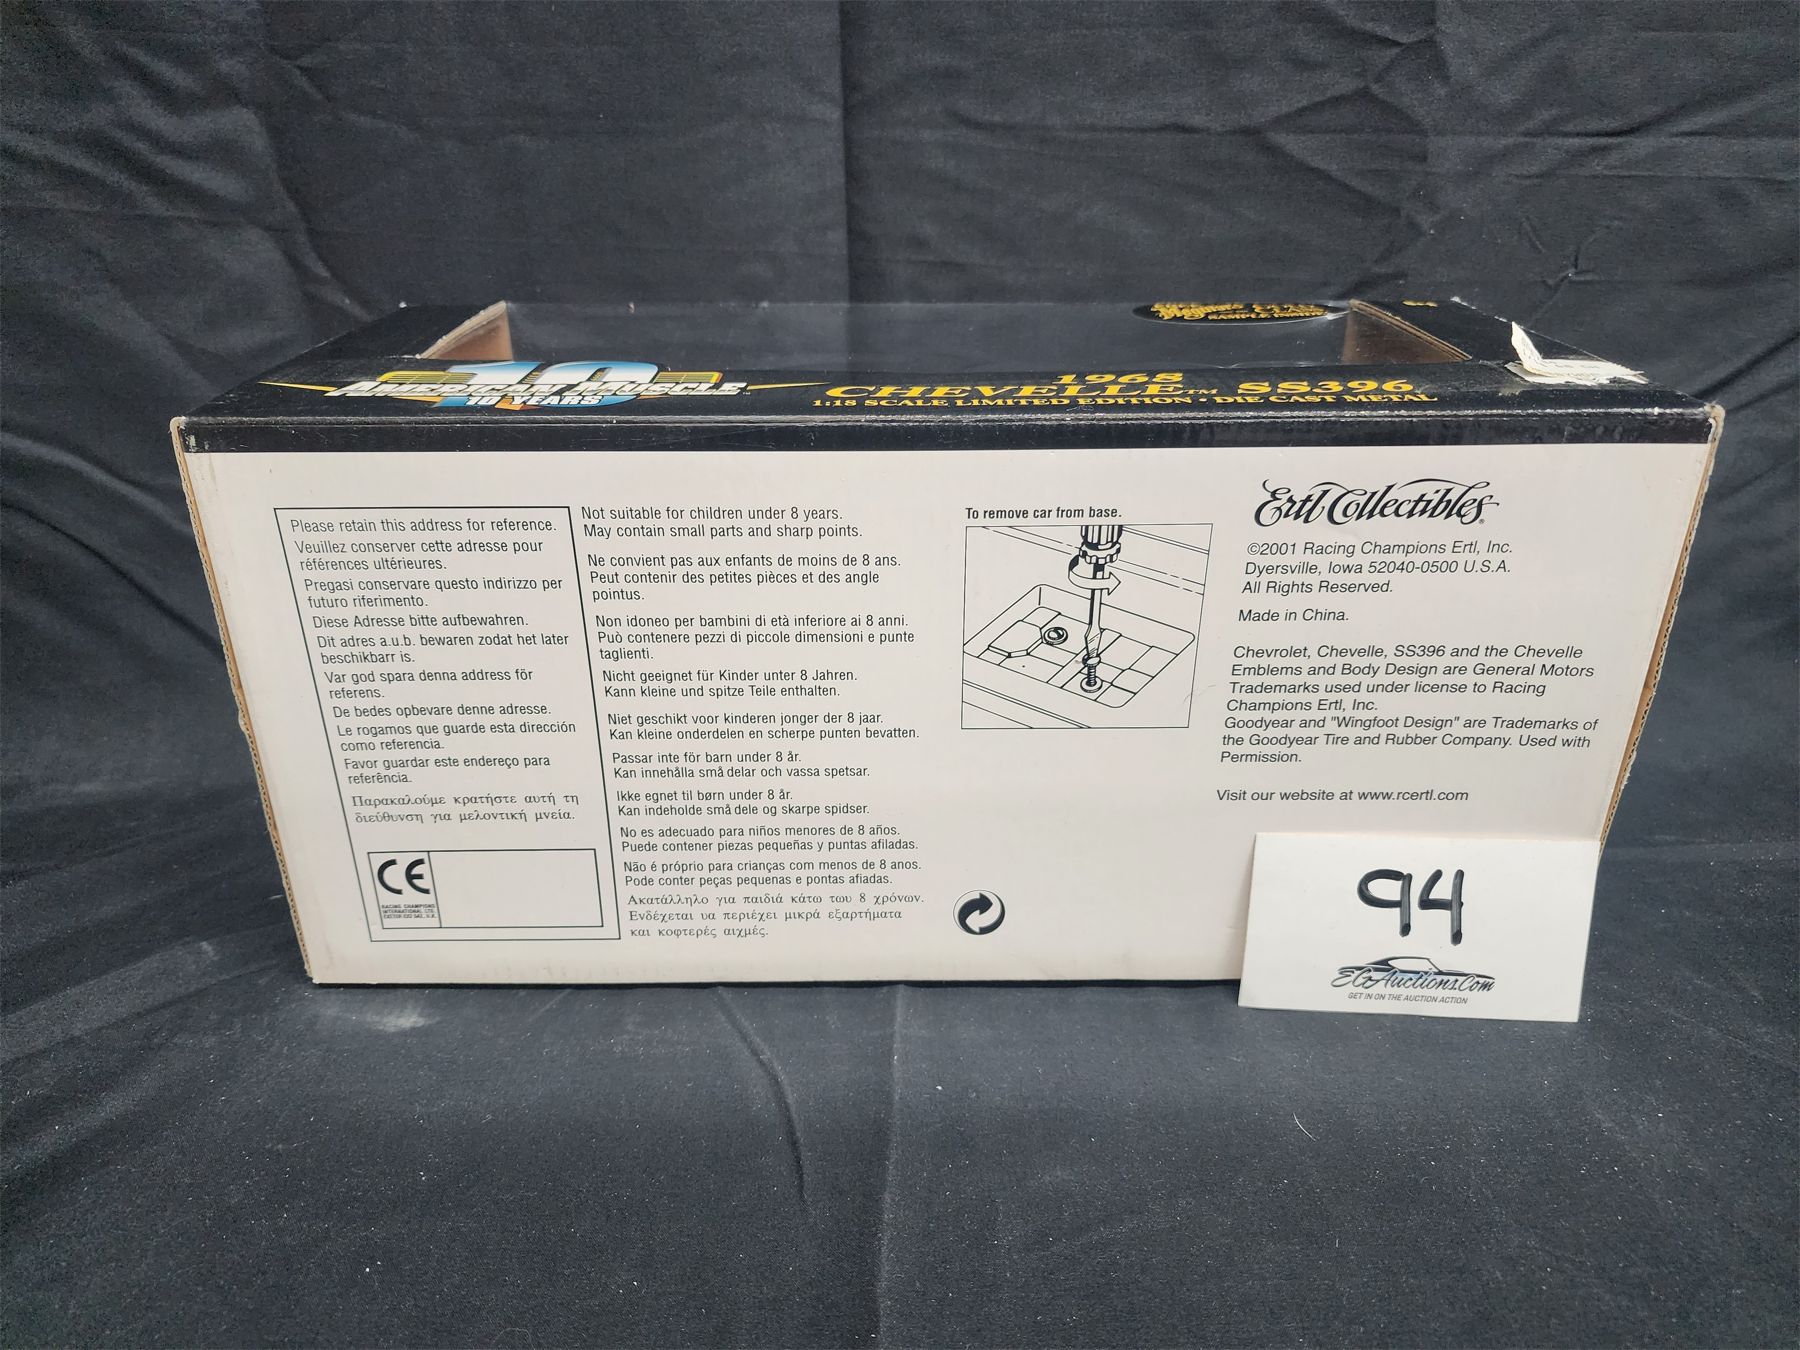 10
AMERICAN MUSCLE
10 YEARS
1968
CHEVELLE™ SS396
1:18 SCALE LIMITED EDITION • DIE CAST METAL
Please retain this address for reference.
Veuillez conserver cette adresse pour
références ultérieures.
Pregasi conservare questo indirizzo per
futuro riferimento.
Diese Adresse bitte aufbewahren.
Dit adres a.u.b. bewaren zodat het later
beschikbarr is.
Var god spara denna address för
referens.
De bedes opbevare denne adresse.
Le rogamos que guarde esta dirección
como referencia.
Favor guardar este endereço para
referência.
Παρακαλούμε κρατήστε αυτή τη
διεύθυνση για μελοντική μνεία.
CE
RACING CHAMPIONS
INTERNATIONAL LTD.
Not suitable for children under 8 years.
May contain small parts and sharp points.
Ne convient pas aux enfants de moins de 8 ans.
Peut contenir des petites pièces et des angle
pointus.
Non idoneo per bambini di età inferiore ai 8 anni.
Può contenere pezzi di piccole dimensioni e punte
taglienti.
Nicht geeignet für Kinder unter 8 Jahren.
Kann kleine und spitze Teile enthalten.
Niet geschikt voor kinderen jonger der 8 jaar.
Kan kleine onderdelen en scherpe punten bevatten.
Passar inte för barn under 8 år.
Kan innehålla små delar och vassa spetsar.
Ikke egnet til børn under 8 år.
Kan indeholde små dele og skarpe spidser.
No es adecuado para niños menores de 8 años.
Puede contener piezas pequeñas y puntas afiladas.
Não é próprio para crianças com menos de 8 anos.
Pode conter peças pequenas e pontas afiadas.
Ακατάλληλο για παιδιά κάτω του 8 χρόνων.
Ενδέχεται υα περιέχει μικρά εξαρτήματα
και κοφτερές αιχμές.
To remove car from base.
Ertl Collectibles®
©2001 Racing Champions Ertl, Inc.
Dyersville, Iowa 52040-0500 U.S.A.
All Rights Reserved.
Made in China.
Chevrolet, Chevelle, SS396 and the Chevelle
Emblems and Body Design are General Motors
Trademarks used under license to Racing
Champions Ertl, Inc.
Goodyear and "Wingfoot Design" are Trademarks of
the Goodyear Tire and Rubber Company. Used with
Permission.
Visit our website at www.rcertl.com
94
EGAuctions.Com
GET IN ON THE AUCTION ACTION